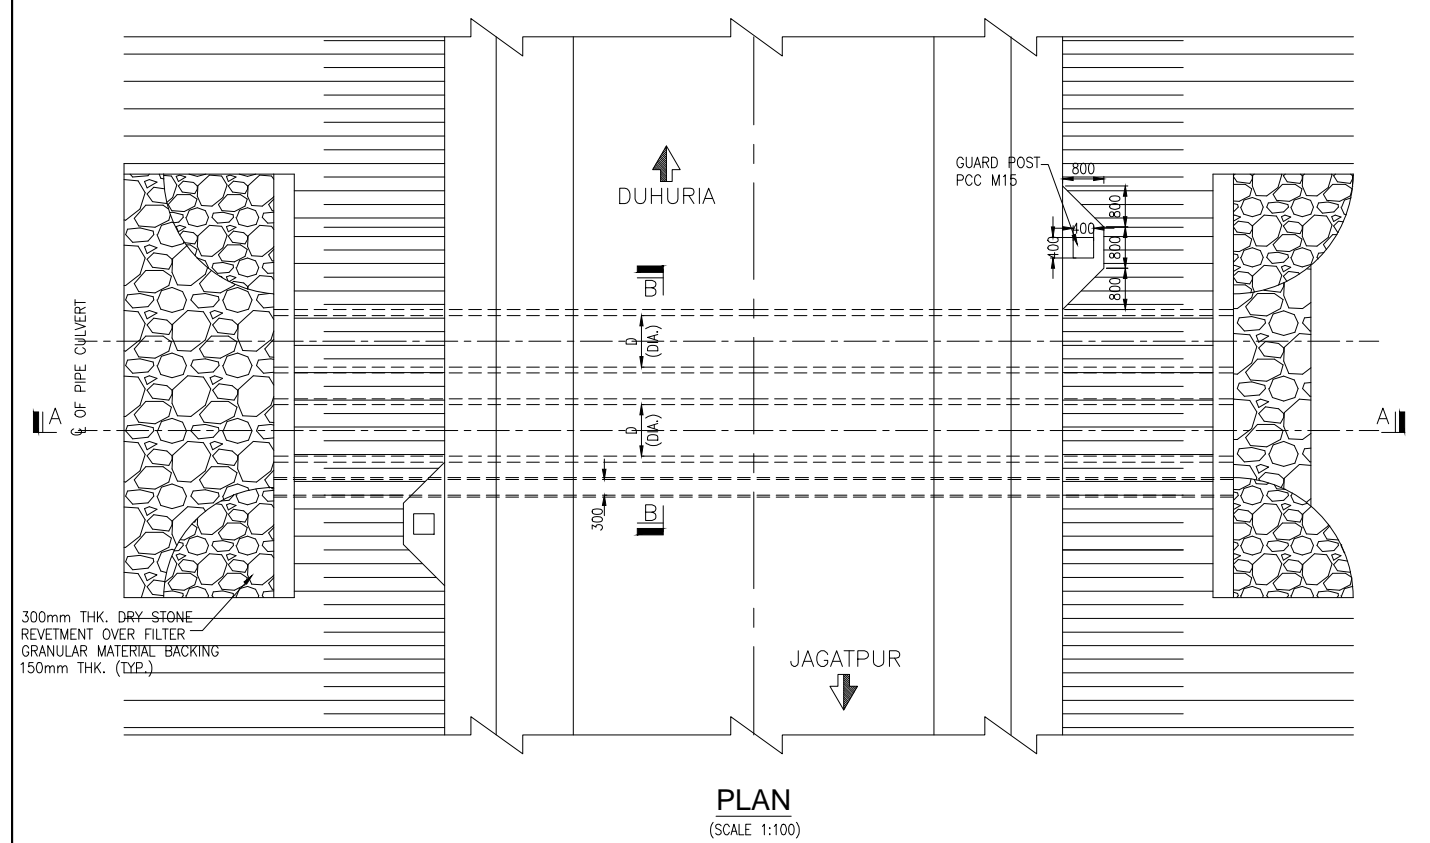 GUARD POST
PCC M15
800
800
400
400
800
800
DUHURIA
B
D
(DIA.)
℄ OF PIPE CULVERT
A
A
D
(DIA.)
B
300
300mm THK. DRY STONE
REVETMENT OVER FILTER
GRANULAR MATERIAL BACKING
150mm THK. (TYP.)
JAGATPUR
PLAN
(SCALE 1:100)